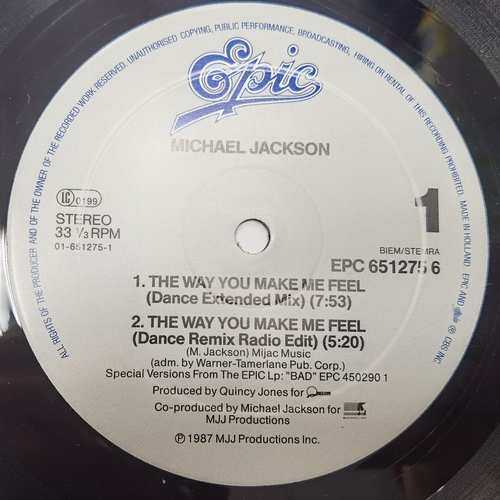 ALL RIGHTS OF THE PRODUCER AND OF THE OWNER OF THE RECORDED WORK RESERVED. UNAUTHORISED COPYING, PUBLIC PERFORMANCE, BROADCASTING, HIRING OR RENTAL OF THIS RECORD PROHIBITED. MADE IN HOLLAND. EPIC AND
℗ CBS INC
Epic
MICHAEL JACKSON
LC 0199
1
STEREO
33 ⅓ RPM
01-651275-1
BIEM/STEMRA
EPC 651275 6
1. THE WAY YOU MAKE ME FEEL
(Dance Extended Mix) (7:53)
2. THE WAY YOU MAKE ME FEEL
(Dance Remix Radio Edit) (5:20)
(M. Jackson) Mijac Music
(adm. by Warner-Tamerlane Pub. Corp.)
Special Versions From The EPIC Lp: "BAD" EPC 450290 1
Produced by Quincy Jones for
Co-produced by Michael Jackson for
MJJ Productions
℗ 1987 MJJ Productions Inc.